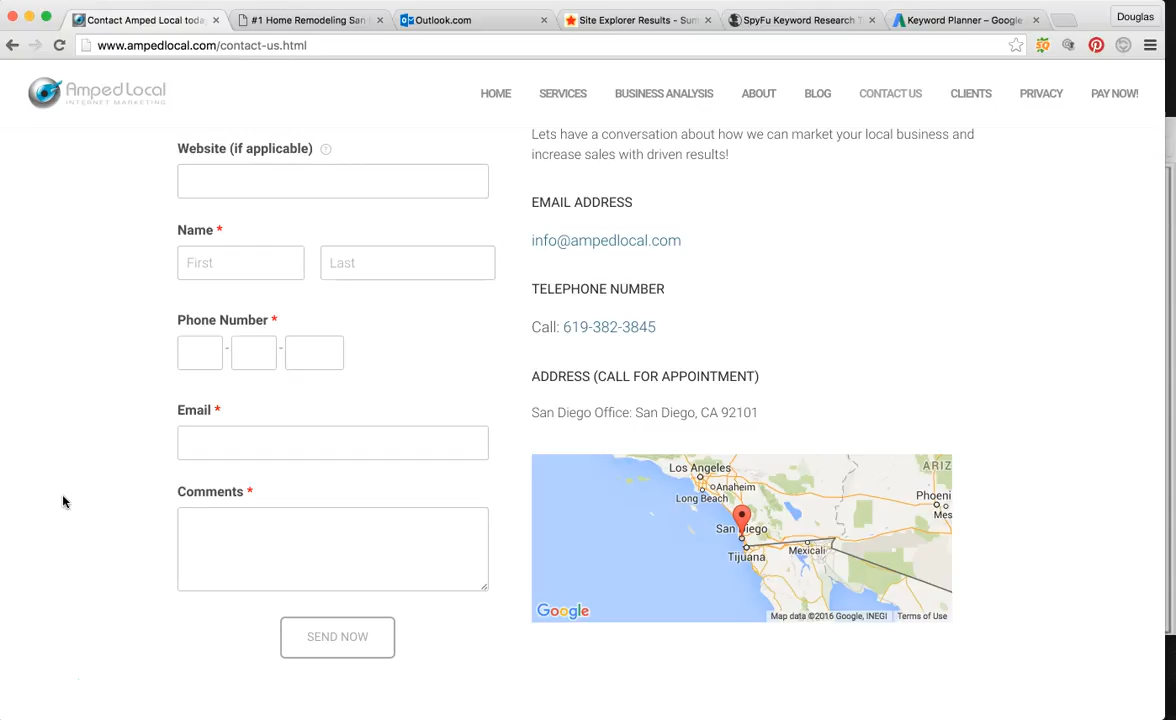 Contact Amped Local toda
#1 Home Remodeling San
Outlook.com
Site Explorer Results - Sum
SpyFu Keyword Research T
Keyword Planner – Google
Douglas
www.ampedlocal.com/contact-us.html
Amped Local
INTERNET MARKETING
HOME
SERVICES
BUSINESS ANALYSIS
ABOUT
BLOG
CONTACT US
CLIENTS
PRIVACY
PAY NOW!
Website (if applicable) ?
Name *
First
Last
Phone Number *
- -
Email *
Comments *
SEND NOW
Lets have a conversation about how we can market your local business and
increase sales with driven results!
EMAIL ADDRESS
info@ampedlocal.com
TELEPHONE NUMBER
Call: 619-382-3845
ADDRESS (CALL FOR APPOINTMENT)
San Diego Office: San Diego, CA 92101
Los Angeles
Anaheim
Long Beach
ARIZ
Phoeni
Mes
San Diego
Tijuana
Mexicali
Google
Map data ©2016 Google, INEGI
Terms of Use